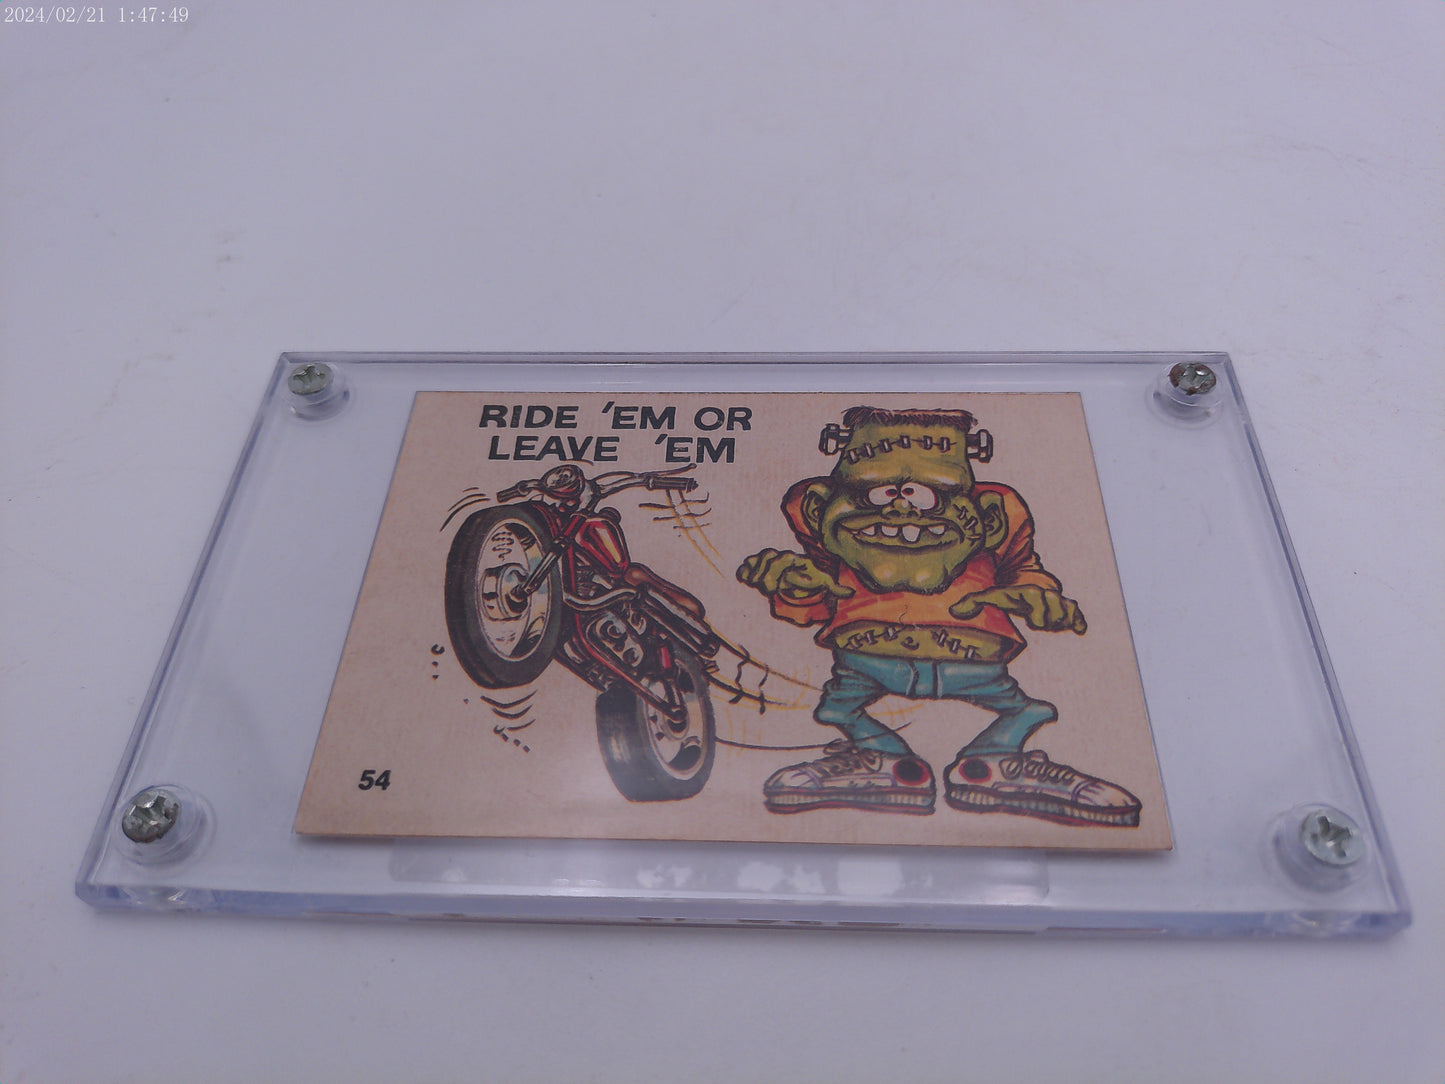 2024/02/21 1:47:49
RIDE 'EM OR
LEAVE 'EM
54